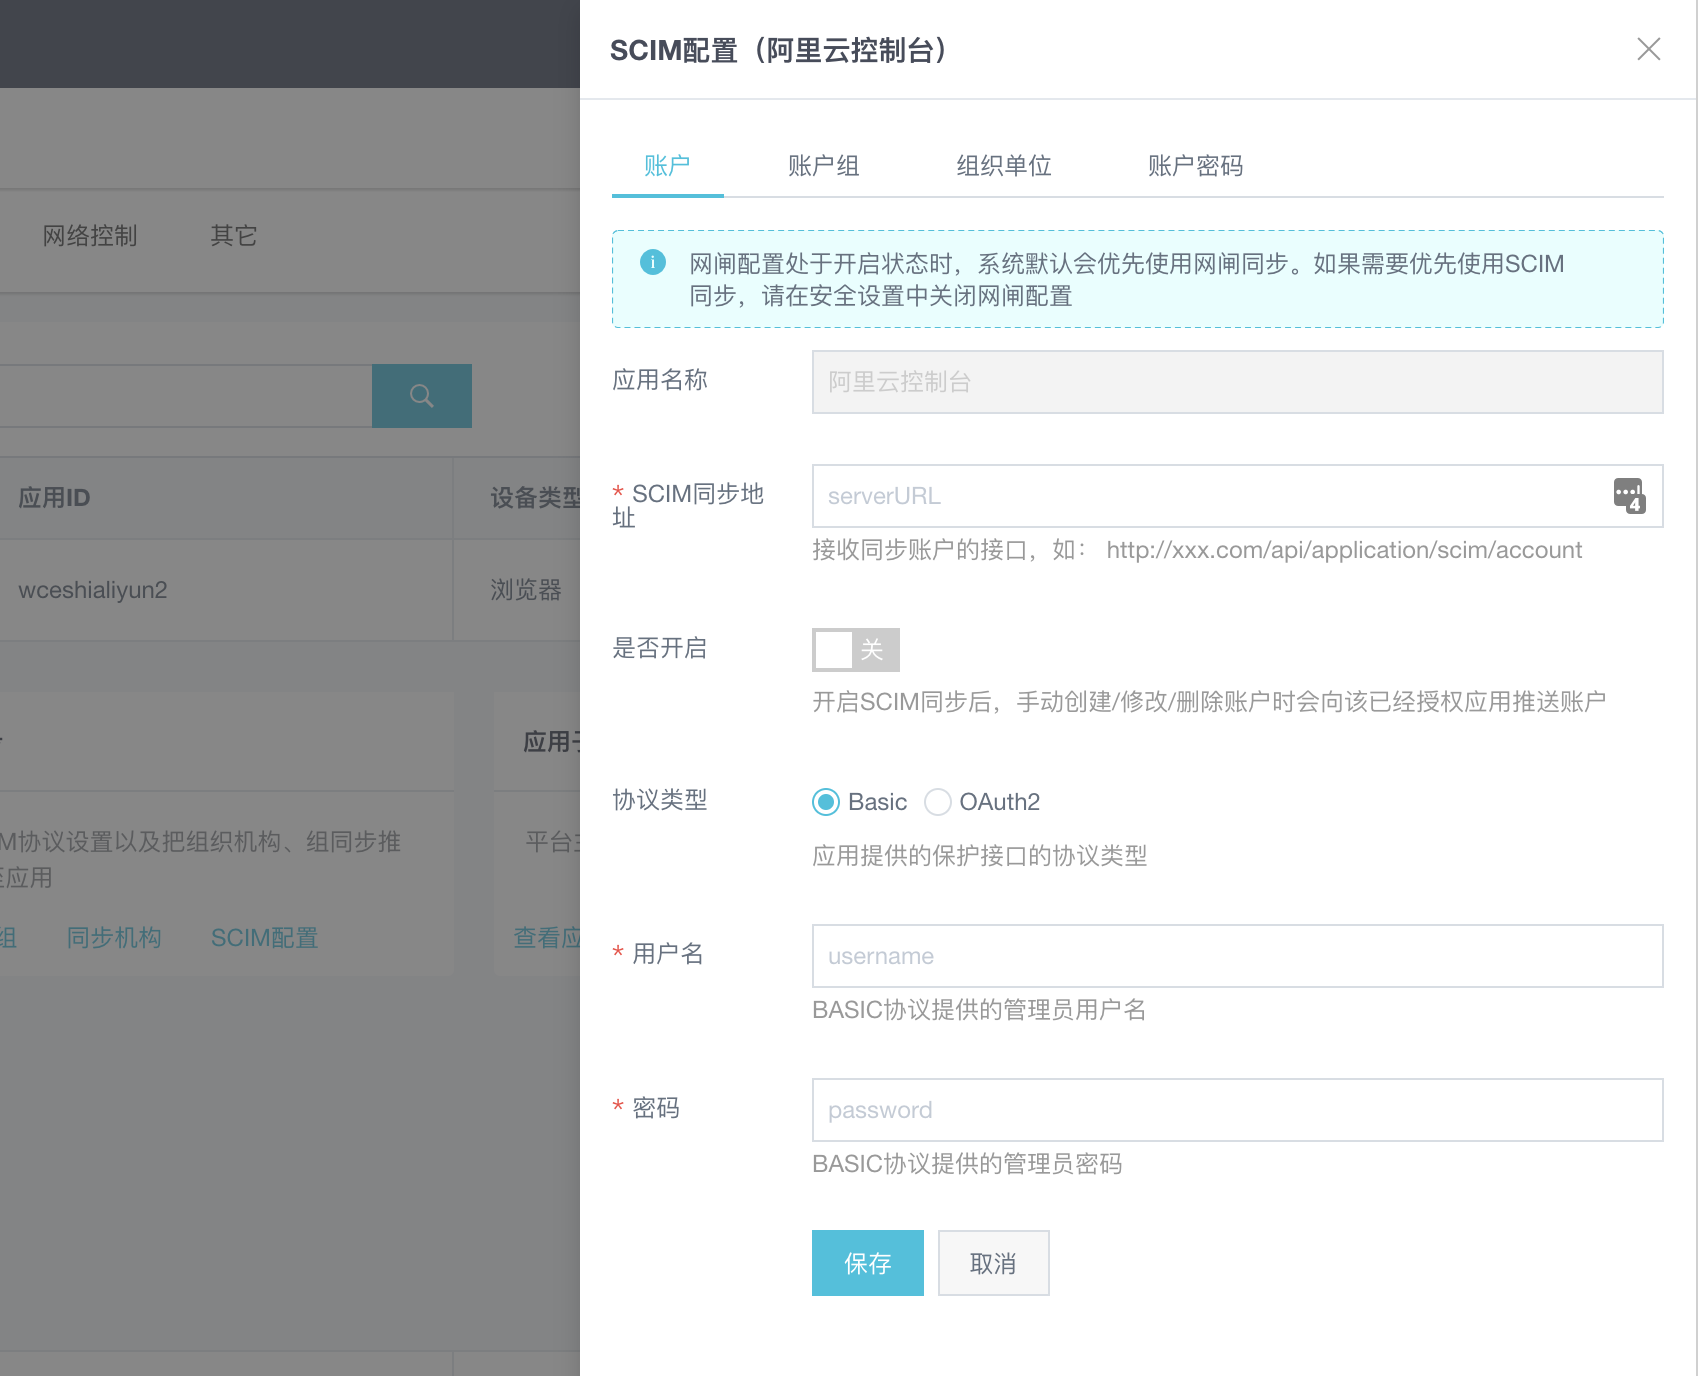 SCIM配置（阿里云控制台）
账户 账户组 组织单位 账户密码
网络控制 其它
网闸配置处于开启状态时，系统默认会优先使用网闸同步。如果需要优先使用SCIM
同步，请在安全设置中关闭网闸配置
应用名称 阿里云控制台
* SCIM同步地
址
serverURL
4
接收同步账户的接口，如： http://xxx.com/api/application/scim/account
应用ID 设备类型
wceshialiyun2 浏览器
是否开启 关
开启SCIM同步后，手动创建/修改/删除账户时会向该已经授权应用推送账户
应用子
协议类型 Basic OAuth2
应用提供的保护接口的协议类型
M协议设置以及把组织机构、组同步推
至应用
平台主
组 同步机构 SCIM配置 查看应
* 用户名 username
BASIC协议提供的管理员用户名
* 密码 password
BASIC协议提供的管理员密码
保存 取消